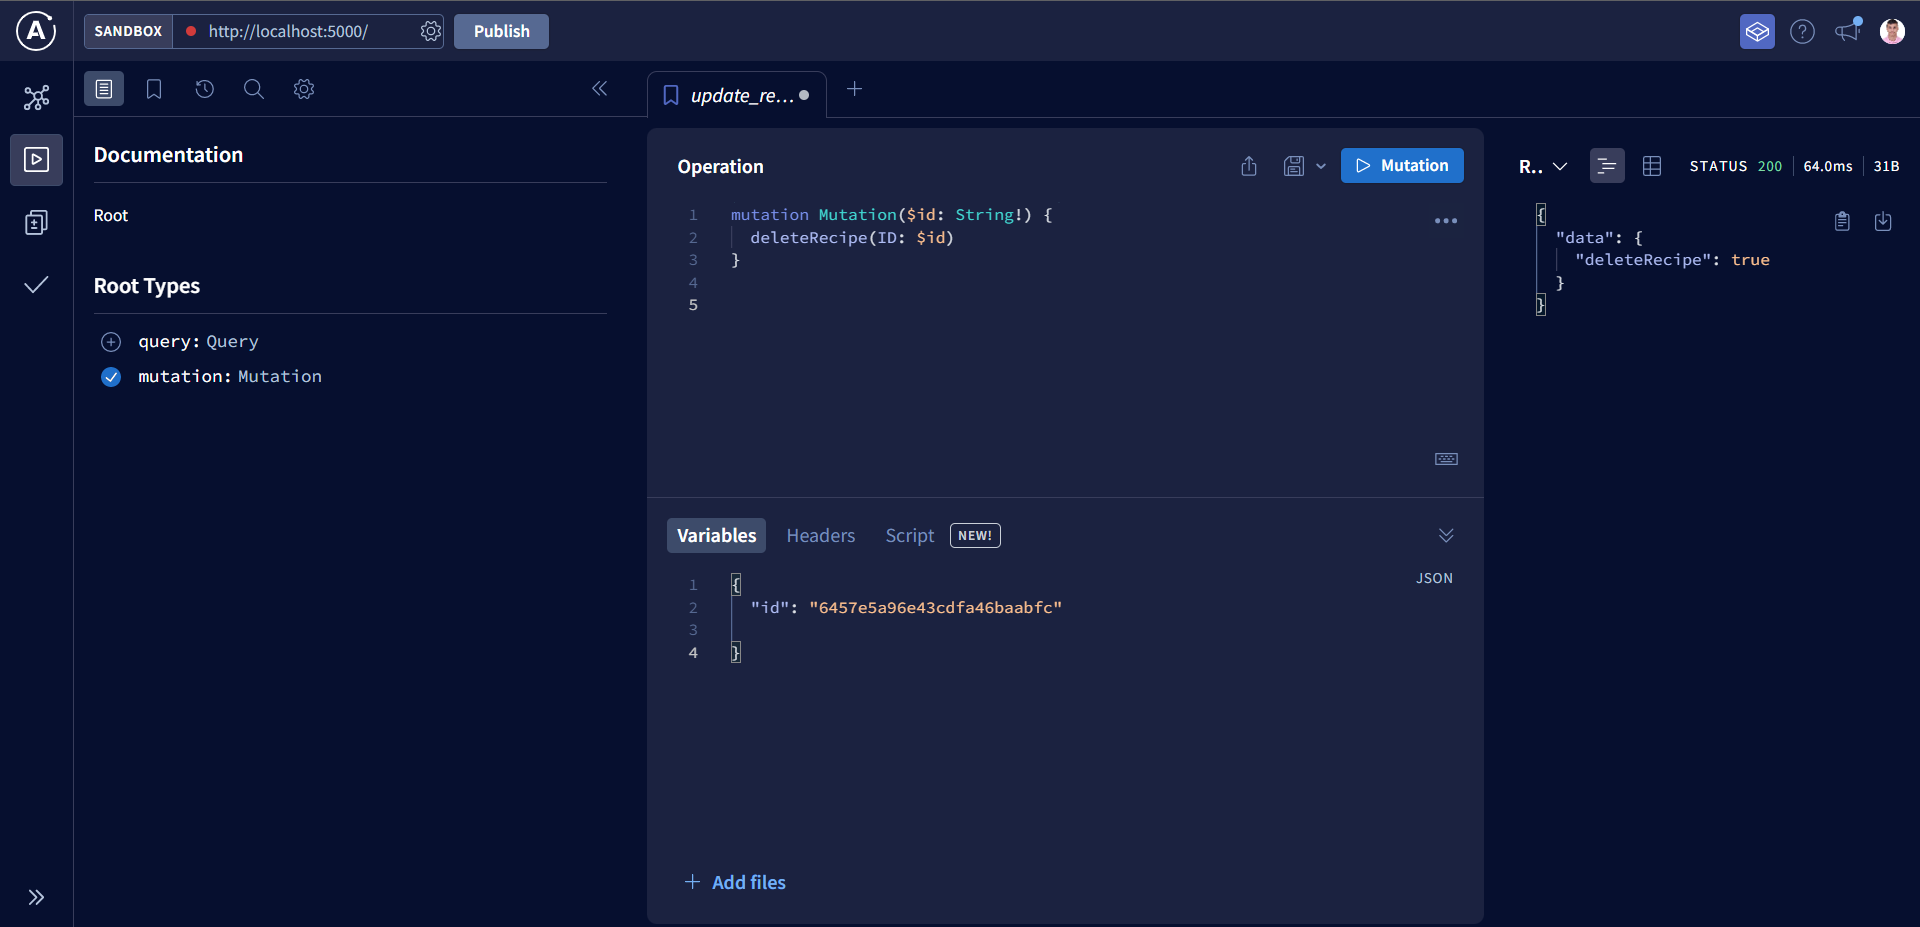 SANDBOX http://localhost:5000/ Publish
update_re...
Documentation
Root
Root Types
query: Query
mutation: Mutation
Operation
Mutation
1 mutation Mutation($id: String!) {
2 deleteRecipe(ID: $id)
3 }
4
5
Variables Headers Script NEW!
JSON
1 {
2 "id": "6457e5a96e43cdfa46baabfc"
3
4 }
+ Add files
R.. STATUS 200 64.0ms 31B
{
"data": {
"deleteRecipe": true
}
}